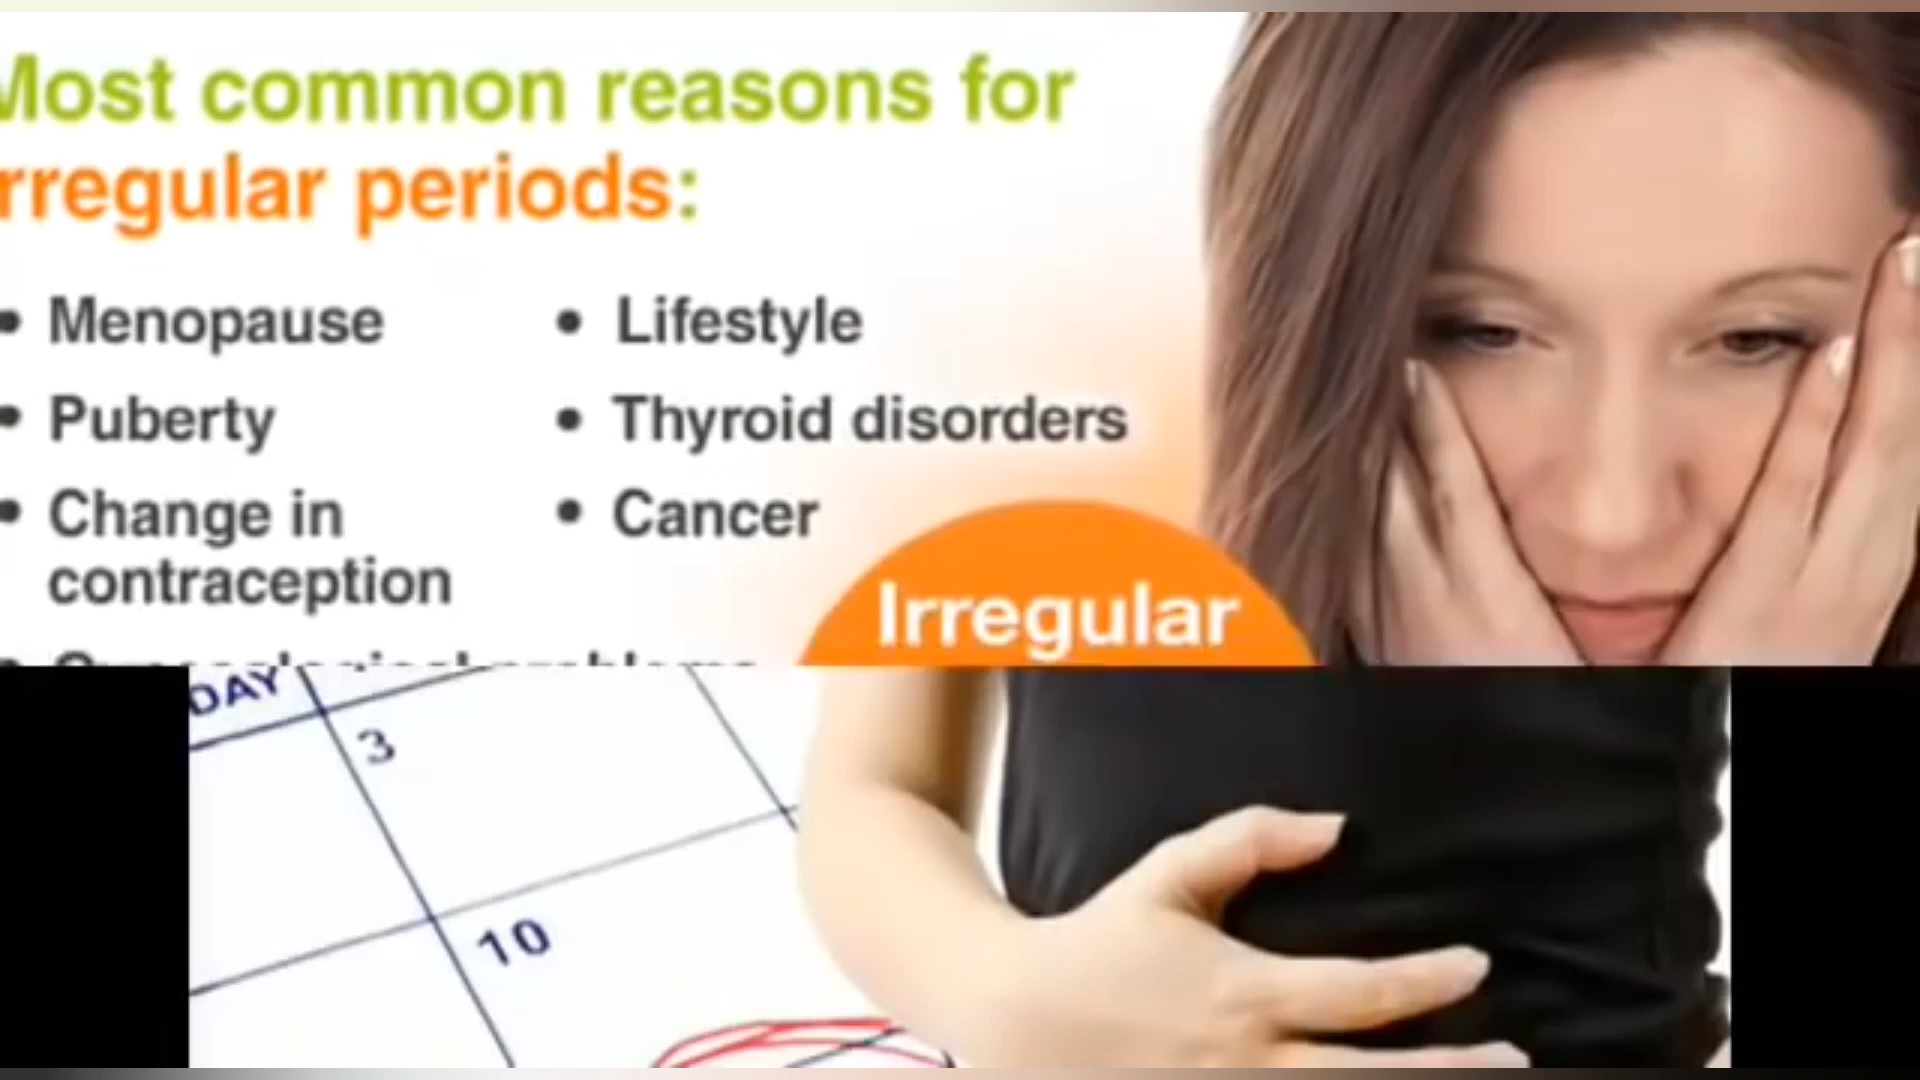 Most common reasons for
rregular periods:
• Menopause
• Puberty
• Change in
contraception
• Lifestyle
• Thyroid disorders
• Cancer
Irregular
DAY
3
10